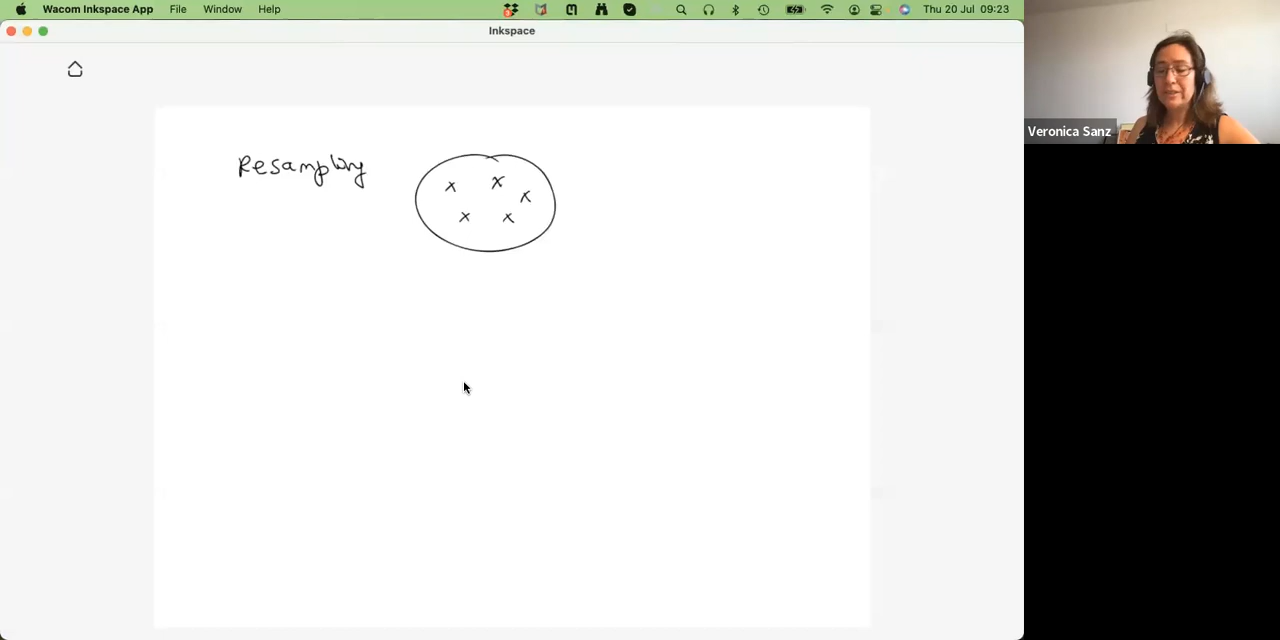 Wacom Inkspace App File Window Help Thu 20 Jul 09:23
Inkspace
Veronica Sanz
Resampling
x x x
x x